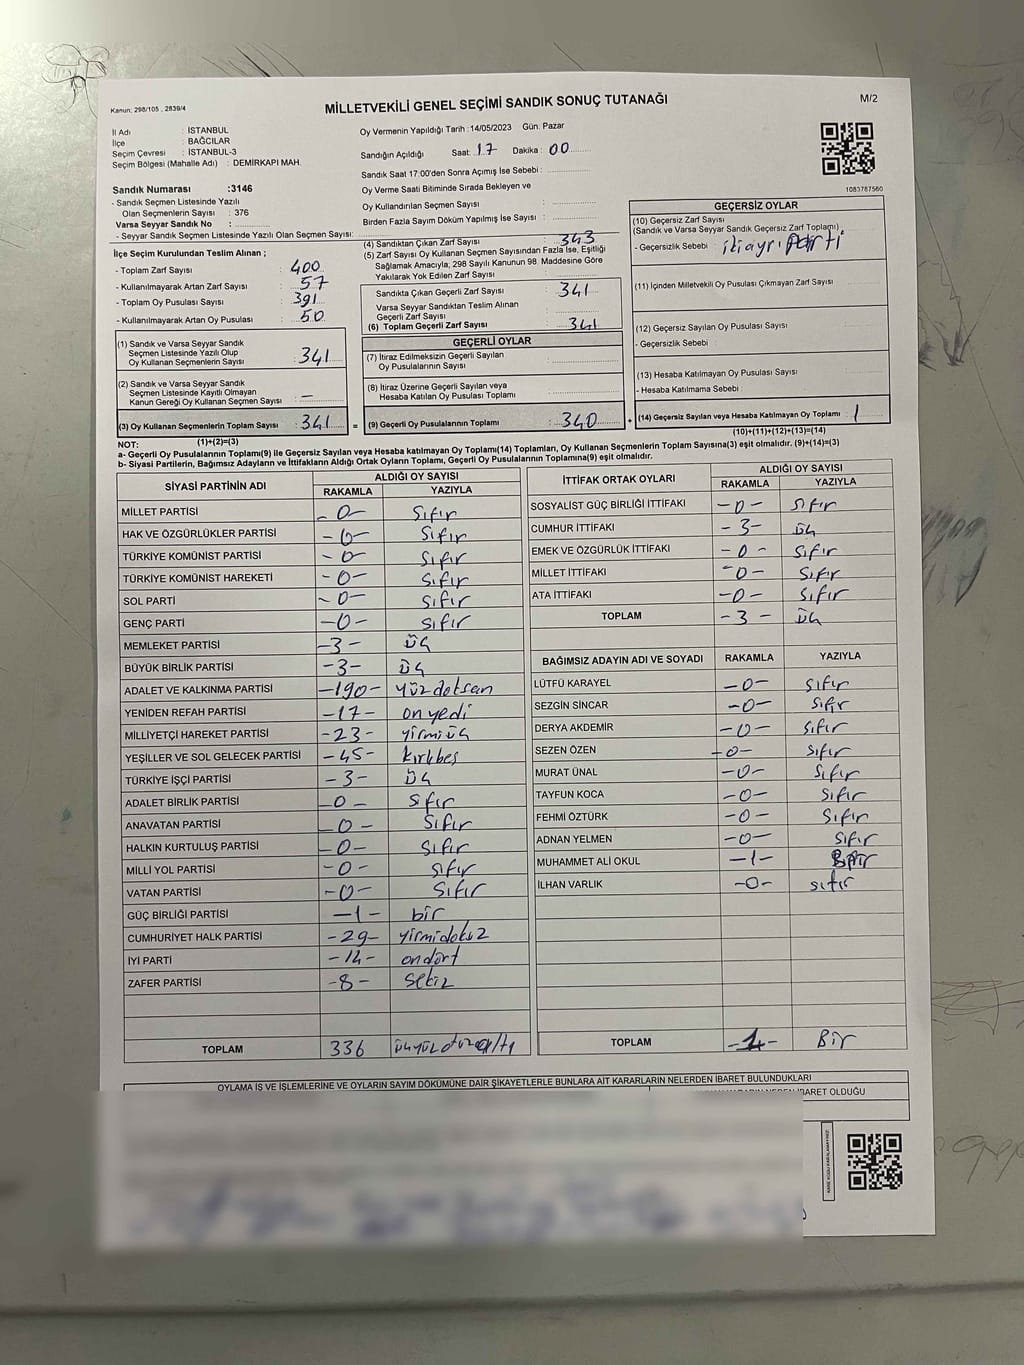 Kanun: 298/105 , 2839/4
MİLLETVEKİLİ GENEL SEÇİMİ SANDIK SONUÇ TUTANAĞI
M/2
İl Adı : İSTANBUL
İlçe : BAĞCILAR
Seçim Çevresi : İSTANBUL-3
Seçim Bölgesi (Mahalle Adı) : DEMİRKAPI MAH.
Oy Vermenin Yapıldığı Tarih :14/05/2023 Gün: Pazar
Sandığın Açıldığı Saat: 17 Dakika : 00
Sandık Saat 17:00'den Sonra Açımış İse Sebebi :
Oy Verme Saati Bitiminde Sırada Bekleyen ve
Oy Kullandırılan Seçmen Sayısı :
Birden Fazla Sayım Döküm Yapılmış İse Sayısı :
1083787560
Sandık Numarası :3146
- Sandık Seçmen Listesinde Yazılı
Olan Seçmenlerin Sayısı : 376
Varsa Seyyar Sandık No :
- Seyyar Sandık Seçmen Listesinde Yazılı Olan Seçmen Sayısı:
İlçe Seçim Kurulundan Teslim Alınan ;
- Toplam Zarf Sayısı : 400
- Kullanılmayarak Artan Zarf Sayısı : 57
- Toplam Oy Pusulası Sayısı : 391
- Kullanılmayarak Artan Oy Pusulası : 50
(1) Sandık ve Varsa Seyyar Sandık
Seçmen Listesinde Yazılı Olup
Oy Kullanan Seçmenlerin Sayısı : 341
(2) Sandık ve Varsa Seyyar Sandık
Seçmen Listesinde Kayıtlı Olmayan
Kanun Gereği Oy Kullanan Seçmen Sayısı : –
(3) Oy Kullanan Seçmenlerin Toplam Sayısı : 341 =
(1)+(2)=(3)
(4) Sandıktan Çıkan Zarf Sayısı : 343
(5) Zarf Sayısı Oy Kullanan Seçmen Sayısından Fazla İse, Eşitliği
Sağlamak Amacıyla; 298 Sayılı Kanunun 98. Maddesine Göre
Yakılarak Yok Edilen Zarf Sayısı :
Sandıkta Çıkan Geçerli Zarf Sayısı : 341
Varsa Seyyar Sandıktan Teslim Alınan
Geçerli Zarf Sayısı :
(6) Toplam Geçerli Zarf Sayısı : 341
GEÇERLİ OYLAR
(7) İtiraz Edilmeksizin Geçerli Sayılan
Oy Pusulalarının Sayısı :
(8) İtiraz Üzerine Geçerli Sayılan veya
Hesaba Katılan Oy Pusulası Toplamı :
(9) Geçerli Oy Pusulalarının Toplamı : 340 +
GEÇERSİZ OYLAR
(10) Geçersiz Zarf Sayısı
(Sandık ve Varsa Seyyar Sandık Geçersiz Zarf Toplamı) :
- Geçersizlik Sebebi : iki ayrı parti
(11) İçinden Milletvekili Oy Pusulası Çıkmayan Zarf Sayısı :
(12) Geçersiz Sayılan Oy Pusulası Sayısı :
- Geçersizlik Sebebi :
(13) Hesaba Katılmayan Oy Pusulası Sayısı :
- Hesaba Katılmama Sebebi :
(14) Geçersiz Sayılan veya Hesaba Katılmayan Oy Toplamı : 1
(10)+(11)+(12)+(13)=(14)
NOT:
a- Geçerli Oy Pusulalarının Toplamı(9) ile Geçersiz Sayılan veya Hesaba katılmayan Oy Toplamı(14) Toplamları, Oy Kullanan Seçmenlerin Toplam Sayısına(3) eşit olmalıdır. (9)+(14)=(3)
b- Siyasi Partilerin, Bağımsız Adayların ve İttifakların Aldığı Ortak Oyların Toplamı, Geçerli Oy Pusulalarının Toplamına(9) eşit olmalıdır.
SİYASİ PARTİNİN ADI ALDIĞI OY SAYISI
RAKAMLA YAZIYLA
MİLLET PARTİSİ -0- sıfır
HAK VE ÖZGÜRLÜKLER PARTİSİ -0- sıfır
TÜRKİYE KOMÜNİST PARTİSİ -0- sıfır
TÜRKİYE KOMÜNİST HAREKETİ -0- sıfır
SOL PARTİ -0- sıfır
GENÇ PARTİ -0- sıfır
MEMLEKET PARTİSİ -3- üç
BÜYÜK BİRLİK PARTİSİ -3- üç
ADALET VE KALKINMA PARTİSİ -190- yüz doksan
YENİDEN REFAH PARTİSİ -17- on yedi
MİLLİYETÇİ HAREKET PARTİSİ -23- yirmi üç
YEŞİLLER VE SOL GELECEK PARTİSİ -45- kırkbeş
TÜRKİYE İŞÇİ PARTİSİ -3- üç
ADALET BİRLİK PARTİSİ -0- sıfır
ANAVATAN PARTİSİ -0- sıfır
HALKIN KURTULUŞ PARTİSİ -0- sıfır
MİLLİ YOL PARTİSİ -0- sıfır
VATAN PARTİSİ -0- sıfır
GÜÇ BİRLİĞİ PARTİSİ -1- bir
CUMHURİYET HALK PARTİSİ -29- yirmidokuz
İYİ PARTİ -14- ondört
ZAFER PARTİSİ -8- sekiz
TOPLAM 336 üçyüzotuzaltı
İTTİFAK ORTAK OYLARI ALDIĞI OY SAYISI
RAKAMLA YAZIYLA
SOSYALİST GÜÇ BİRLİĞİ İTTİFAKI -0- sıfır
CUMHUR İTTİFAKI -3- üç
EMEK VE ÖZGÜRLÜK İTTİFAKI -0- sıfır
MİLLET İTTİFAKI -0- sıfır
ATA İTTİFAKI -0- sıfır
TOPLAM -3- üç
BAĞIMSIZ ADAYIN ADI VE SOYADI RAKAMLA YAZIYLA
LÜTFÜ KARAYEL -0- sıfır
SEZGİN SİNCAR -0- sıfır
DERYA AKDEMİR -0- sıfır
SEZEN ÖZEN -0- sıfır
MURAT ÜNAL -0- sıfır
TAYFUN KOCA -0- sıfır
FEHMİ ÖZTÜRK -0- sıfır
ADNAN YELMEN -0- sıfır
MUHAMMET ALİ OKUL -1- Bir
İLHAN VARLIK -0- sıfır
TOPLAM -1- Bir
OYLAMA İŞ VE İŞLEMLERİNE VE OYLARIN SAYIM DÖKÜMÜNE DAİR ŞİKAYETLERLE BUNLARA AİT KARARLARIN NELERDEN İBARET BULUNDUKLARI
İBARET OLDUĞU